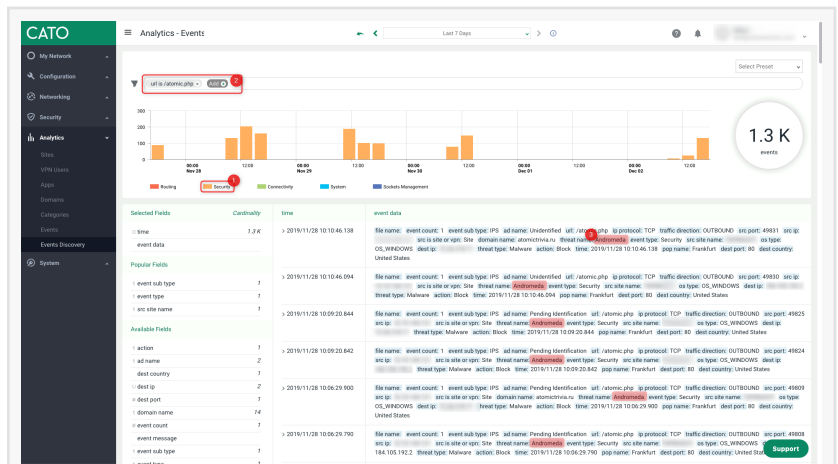 CATO
Analytics - Events
Last 7 Days
My Network
Configuration
Networking
Security
Analytics
Sites
VPN Users
Apps
Domains
Categories
Events
Events Discovery
System
Select Preset
url is /atomic.php
Add
2
300
200
100
0
00:00 12:00 00:00 12:00 00:00 12:00 00:00 12:00 00:00 12:00
Nov 28 Nov 29 Nov 30 Dec 01 Dec 02
1.3 K
events
1
Routing Security Connectivity System Sockets Management
Selected Fields Cardinality time event data
time 1.3 K
event data
Popular Fields
event sub type 1
event type 1
src site name 1
Available Fields
action 1
ad name 2
dest country 1
dest ip 2
dest port 1
domain name 14
event count 1
event message
event sub type 1
event type 1
3
> 2019/11/28 10:10:46.138 file name: event count: 1 event sub type: IPS ad name: Unidentified url: /atomic.php ip protocol: TCP traffic direction: OUTBOUND src port: 49831 src ip:
src is site or vpn: Site domain name: atomictrivia.ru threat name: Andromeda event type: Security src site name: os type:
OS_WINDOWS dest ip: threat type: Malware action: Block time: 2019/11/28 10:10:46.138 pop name: Frankfurt dest port: 80 dest country:
United States
> 2019/11/28 10:10:46.094 file name: event count: 1 event sub type: IPS ad name: Unidentified url: /atomic.php ip protocol: TCP traffic direction: OUTBOUND src port: 49830 src ip:
src is site or vpn: Site threat name: Andromeda event type: Security src site name: os type: OS_WINDOWS dest ip:
threat type: Malware action: Block time: 2019/11/28 10:10:46.094 pop name: Frankfurt dest port: 80 dest country: United States
> 2019/11/28 10:09:20.844 file name: event count: 1 event sub type: IPS ad name: Pending Identification url: /atomic.php ip protocol: TCP traffic direction: OUTBOUND src port: 49825
src ip: src is site or vpn: Site threat name: Andromeda event type: Security src site name: os type: OS_WINDOWS dest ip:
threat type: Malware action: Block time: 2019/11/28 10:09:20.844 pop name: Frankfurt dest port: 80 dest country: United States
> 2019/11/28 10:09:20.842 file name: event count: 1 event sub type: IPS ad name: Pending Identification url: /atomic.php ip protocol: TCP traffic direction: OUTBOUND src port: 49824
src ip: src is site or vpn: Site threat name: Andromeda event type: Security src site name: os type: OS_WINDOWS dest ip:
threat type: Malware action: Block time: 2019/11/28 10:09:20.842 pop name: Frankfurt dest port: 80 dest country: United States
> 2019/11/28 10:06:29.900 file name: event count: 1 event sub type: IPS ad name: Pending Identification url: /atomic.php ip protocol: TCP traffic direction: OUTBOUND src port: 49809
src ip: src is site or vpn: Site domain name: atomictrivia.ru threat name: Andromeda event type: Security src site name: os type:
OS_WINDOWS dest ip: threat type: Malware action: Block time: 2019/11/28 10:06:29.900 pop name: Frankfurt dest port: 80 dest country:
United States
> 2019/11/28 10:06:29.790 file name: event count: 1 event sub type: IPS ad name: Pending Identification url: /atomic.php ip protocol: TCP traffic direction: OUTBOUND src port: 49808
src ip: src is site or vpn: Site threat name: Andromeda event type: Security src site name: os type: OS_WINDOWS
184.105.192.2 threat type: Malware action: Block time: 2019/11/28 10:06:29.790 pop name: Frankfurt dest port: 80 dest country: United
Support